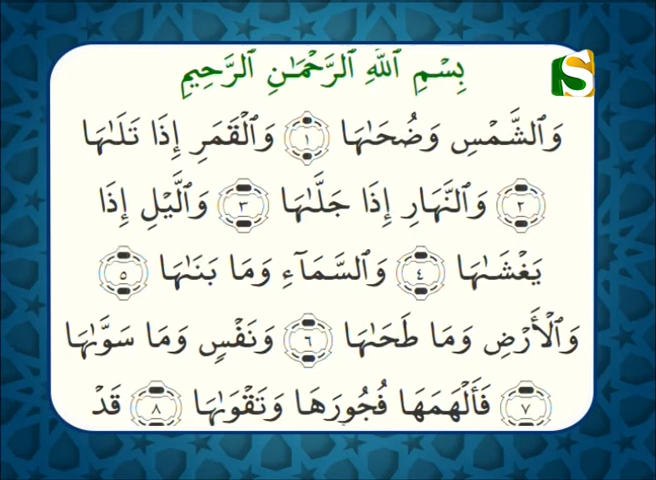 بِسْمِ ٱللَّهِ ٱلرَّحْمَٰنِ ٱلرَّحِيمِ
وَٱلشَّمْسِ وَضُحَىٰهَا ١ وَٱلْقَمَرِ إِذَا تَلَىٰهَا
٢ وَٱلنَّهَارِ إِذَا جَلَّىٰهَا ٣ وَٱلَّيْلِ إِذَا
يَغْشَىٰهَا ٤ وَٱلسَّمَآءِ وَمَا بَنَىٰهَا ٥
وَٱلْأَرْضِ وَمَا طَحَىٰهَا ٦ وَنَفْسٍ وَمَا سَوَّىٰهَا
٧ فَأَلْهَمَهَا فُجُورَهَا وَتَقْوَىٰهَا ٨ قَدْ
S